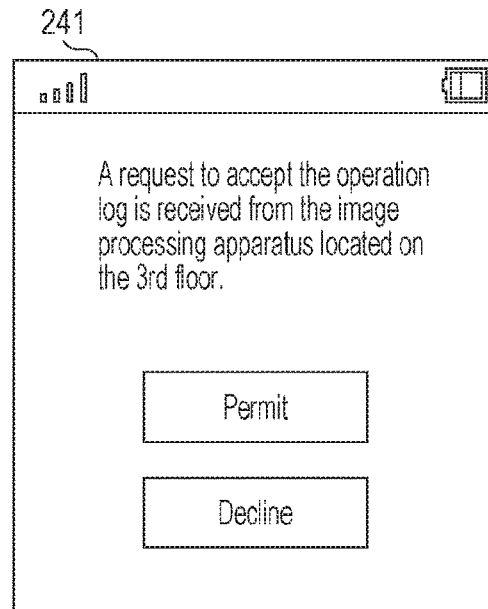 241
A request to accept the operation
log is received from the image
processing apparatus located on
the 3rd floor.
Permit
Decline